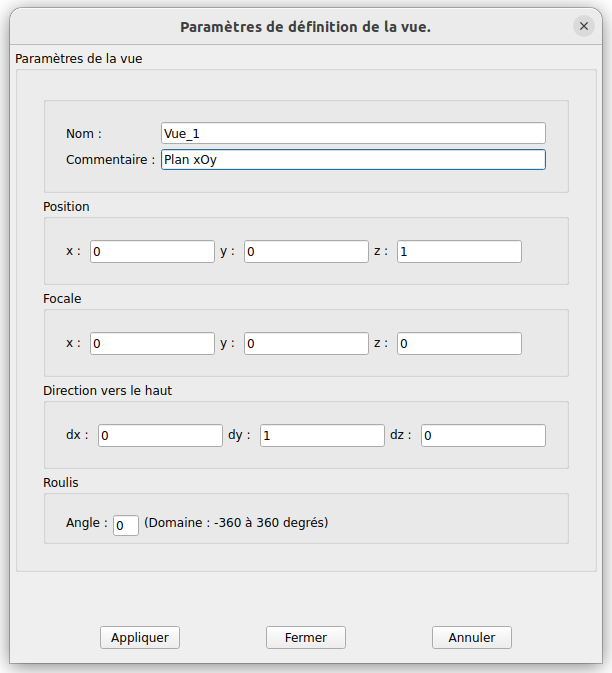 Paramètres de définition de la vue.
Paramètres de la vue
Nom : Vue_1
Commentaire : Plan xOy
Position
x : 0 y : 0 z : 1
Focale
x : 0 y : 0 z : 0
Direction vers le haut
dx : 0 dy : 1 dz : 0
Roulis
Angle : 0 (Domaine : -360 à 360 degrés)
Appliquer Fermer Annuler